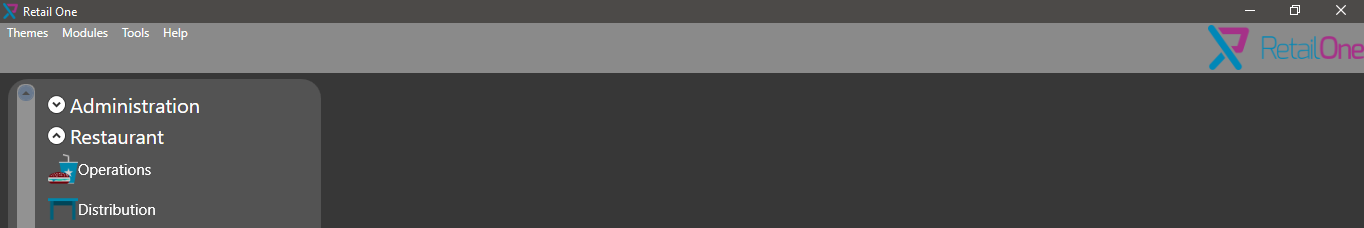 Retail One
Themes Modules Tools Help
RetailOne
Administration
Restaurant
Operations
Distribution